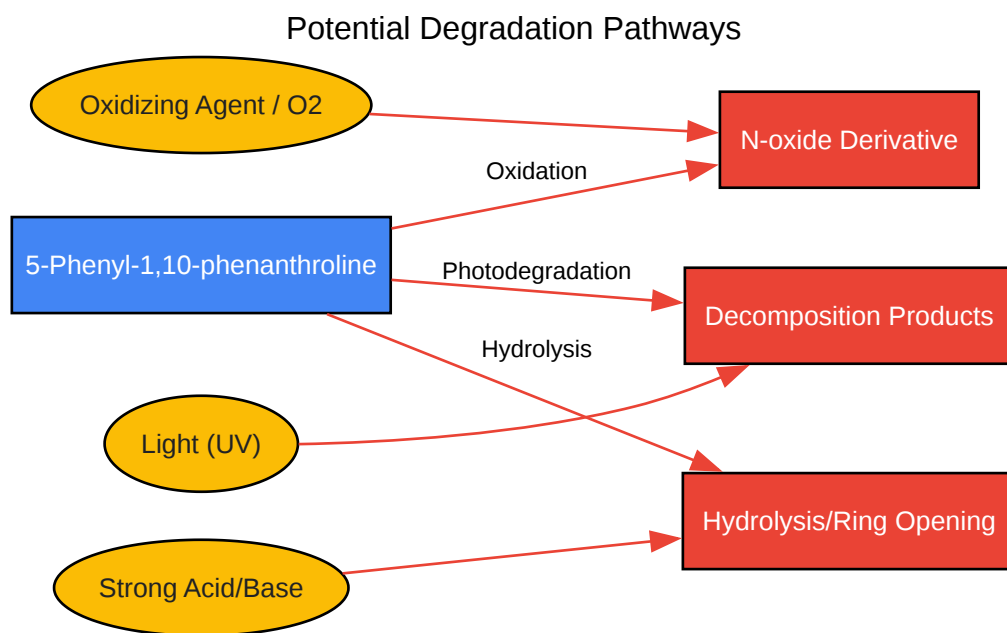 Potential Degradation Pathways
Oxidizing Agent / O2
N-oxide Derivative
Oxidation
5-Phenyl-1,10-phenanthroline
Photodegradation
Decomposition Products
Hydrolysis
Light (UV)
Hydrolysis/Ring Opening
Strong Acid/Base